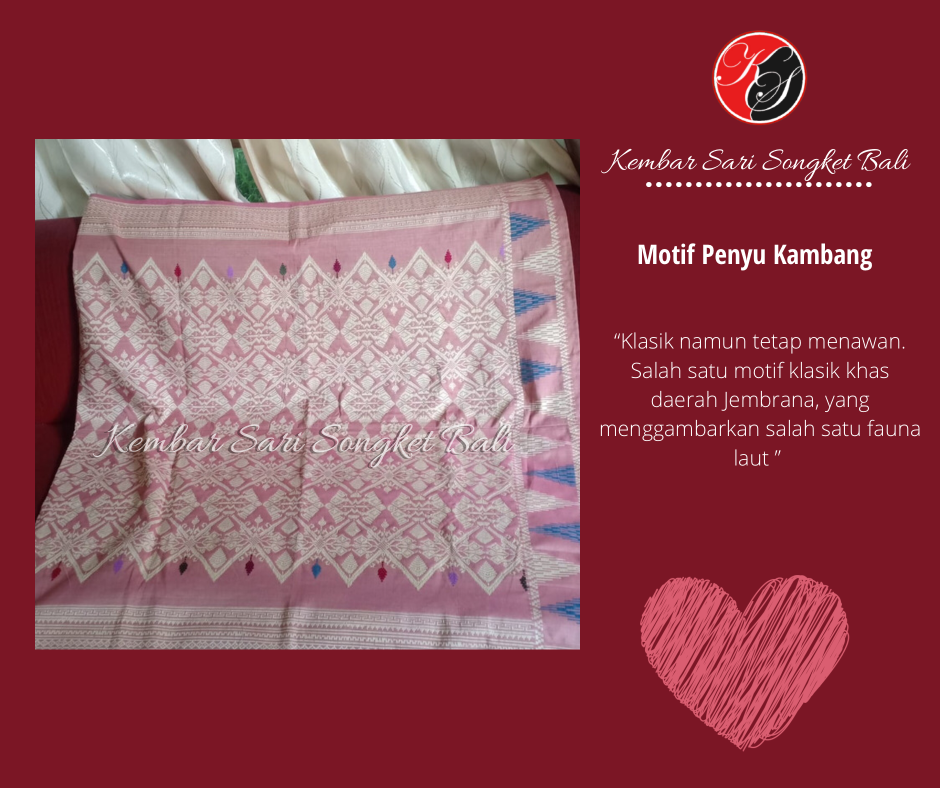 KS
Kembar Sari Songket Bali
Motif Penyu Kambang
“Klasik namun tetap menawan.
Salah satu motif klasik khas
daerah Jembrana, yang
menggambarkan salah satu fauna
laut ”
Kembar Sari Songket Bali